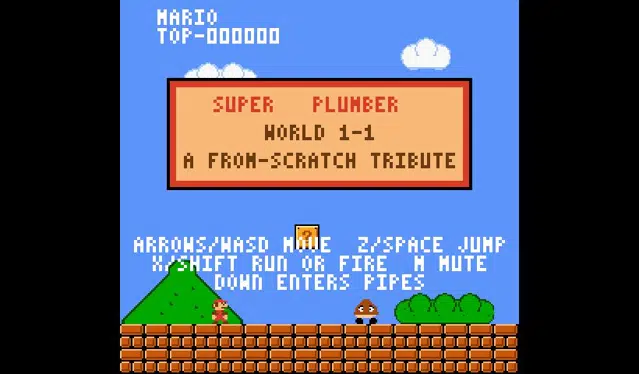 MARIO
TOP-000000
SUPER PLUMBER
WORLD 1-1
A FROM-SCRATCH TRIBUTE
?
ARROWS/WASD MOVE Z/SPACE JUMP
X/SHIFT RUN OR FIRE M MUTE
DOWN ENTERS PIPES